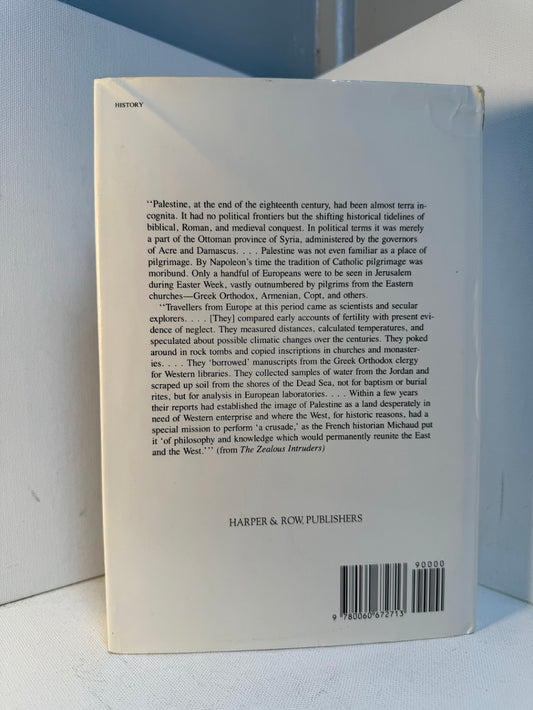 HISTORY
"Palestine, at the end of the eighteenth century, had been almost terra in-
cognita. It had no political frontiers but the shifting historical tidelines of
biblical, Roman, and medieval conquest. In political terms it was merely
a part of the Ottoman province of Syria, administered by the governors
of Acre and Damascus. . . . Palestine was not even familiar as a place of
pilgrimage. By Napoleon's time the tradition of Catholic pilgrimage was
moribund. Only a handful of Europeans were to be seen in Jerusalem
during Easter Week, vastly outnumbered by pilgrims from the Eastern
churches—Greek Orthodox, Armenian, Copt, and others.
"Travellers from Europe at this period came as scientists and secular
explorers. . . . [They] compared early accounts of fertility with present evi-
dence of neglect. They measured distances, calculated temperatures, and
speculated about possible climatic changes over the centuries. They poked
around in rock tombs and copied inscriptions in churches and monaster-
ies. . . . They 'borrowed' manuscripts from the Greek Orthodox clergy
for Western libraries. They collected samples of water from the Jordan and
scraped up soil from the shores of the Dead Sea, not for baptism or burial
rites, but for analysis in European laboratories. . . . Within a few years
their reports had established the image of Palestine as a land desperately in
need of Western enterprise and where the West, for historic reasons, had a
special mission to perform 'a crusade,' as the French historian Michaud put
it 'of philosophy and knowledge which would permanently reunite the East
and the West.'" (from The Zealous Intruders)
HARPER & ROW, PUBLISHERS
90000
9 780060 672713